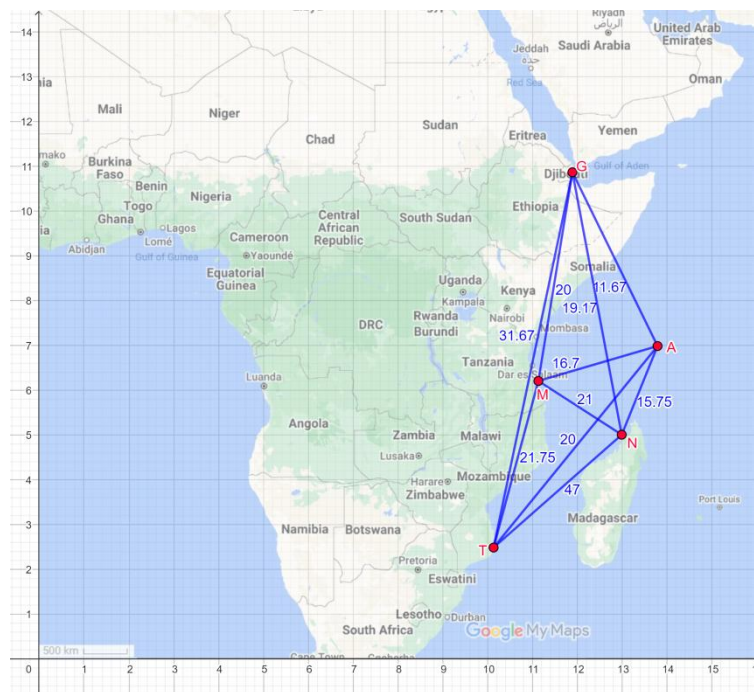 Riyadh
الرياض
14
United Arab
Emirates
Jeddah
جدة
Saudi Arabia
13
Oman
nia
Red Sea
Mali
Niger
12
Chad
Sudan
Eritrea
Yemen
mako
11
Burkina
Faso
G
Gulf of Aden
Djibouti
Benin
Nigeria
Togo
10
Ethiopia
Ghana
South Sudan
Central
African
Republic
ia
Lagos
Lomé
Cameroon
Abidjan
Gulf of Guinea
Yaoundé
9
Somalia
Equatorial
Guinea
Uganda
20
11.67
Kenya
8
Kampala
19.17
Nairobi
Rwanda
DRC
Burundi
31.67
Mombasa
7
A
Tanzania
16.7
Dar es Salaam
Luanda
6
M
21
15.75
Angola
5
20
N
Zambia
Malawi
Lusaka
21.75
4
Mozambique
Harare
47
Zimbabwe
Port Louis
3
Madagascar
Namibia
Botswana
T
Pretoria
2
Eswatini
1
Lesotho
Durban
Google My Maps
South Africa
500 km
Cape Town
Gqeberha
0 1 2 3 4 5 6 7 8 9 10 11 12 13 14 15